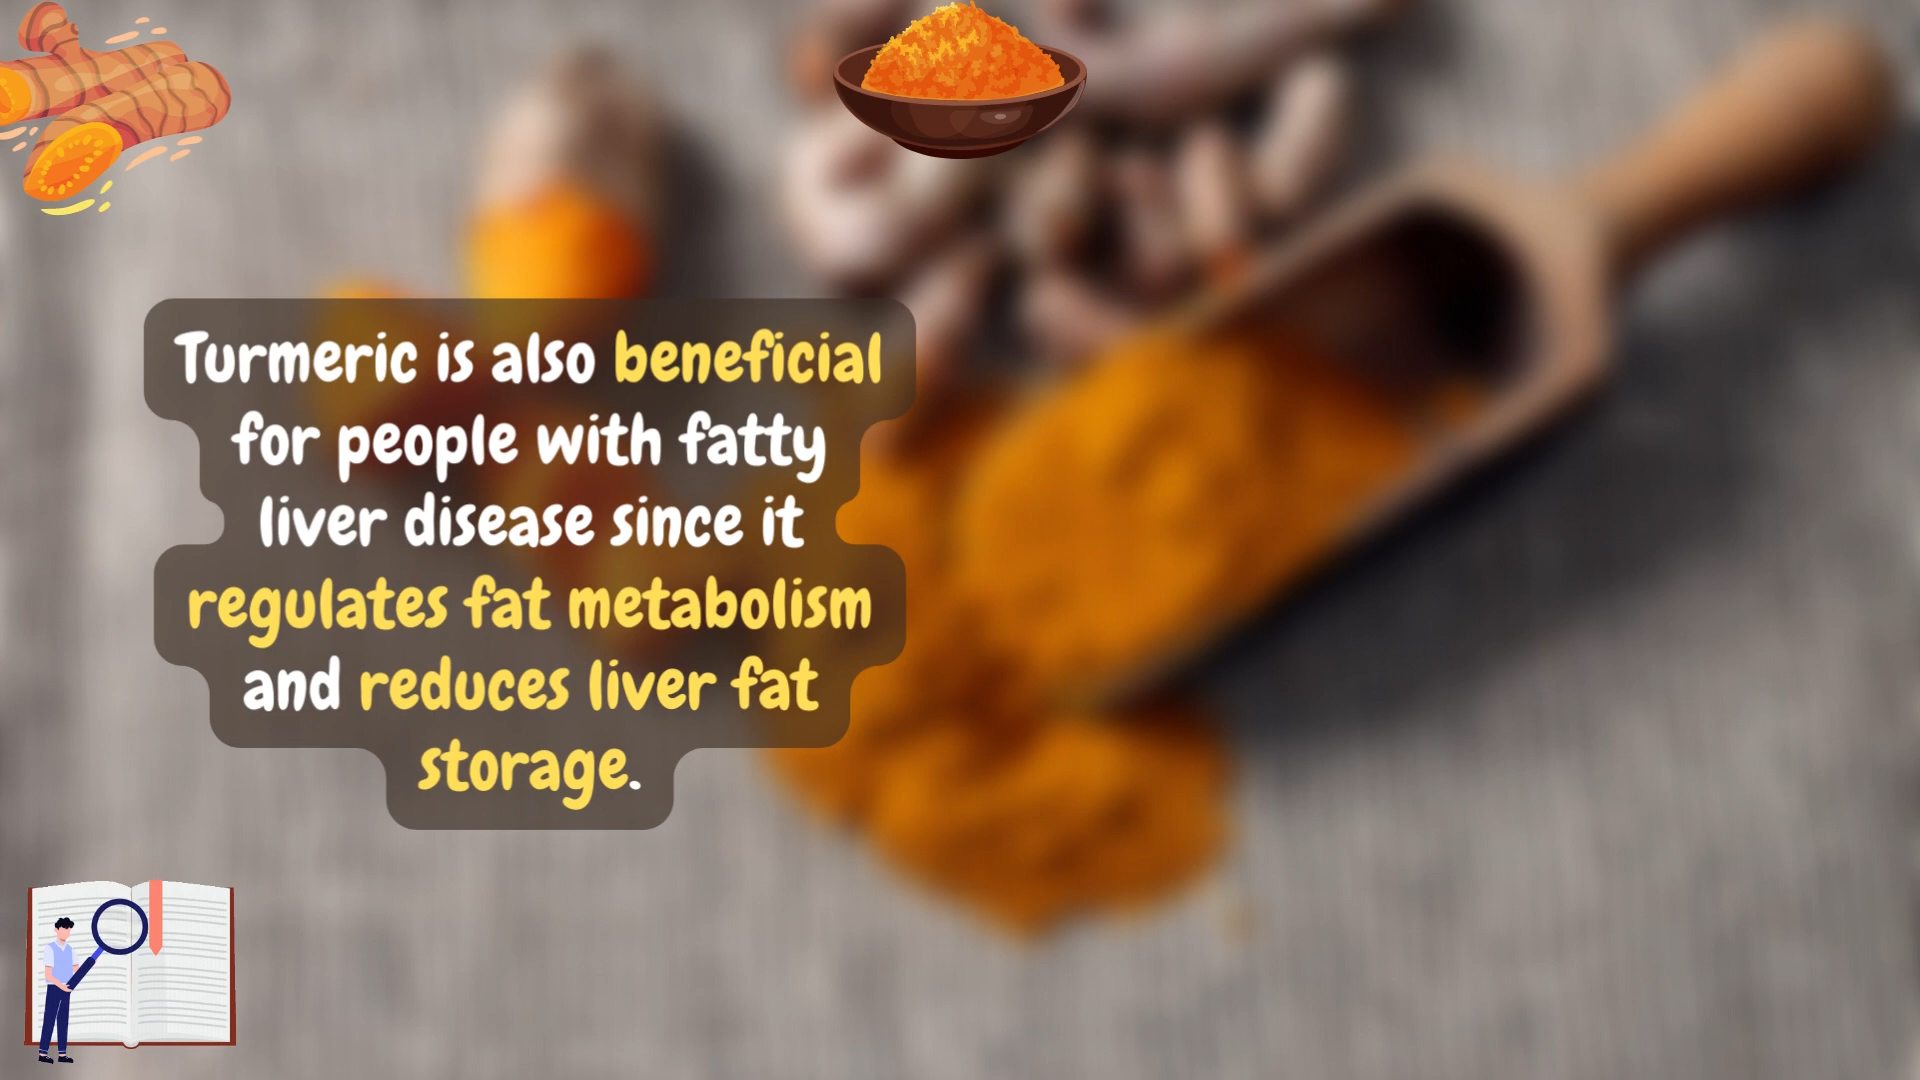 Turmeric is also beneficial
for people with fatty
liver disease since it
regulates fat metabolism
and reduces liver fat
storage.